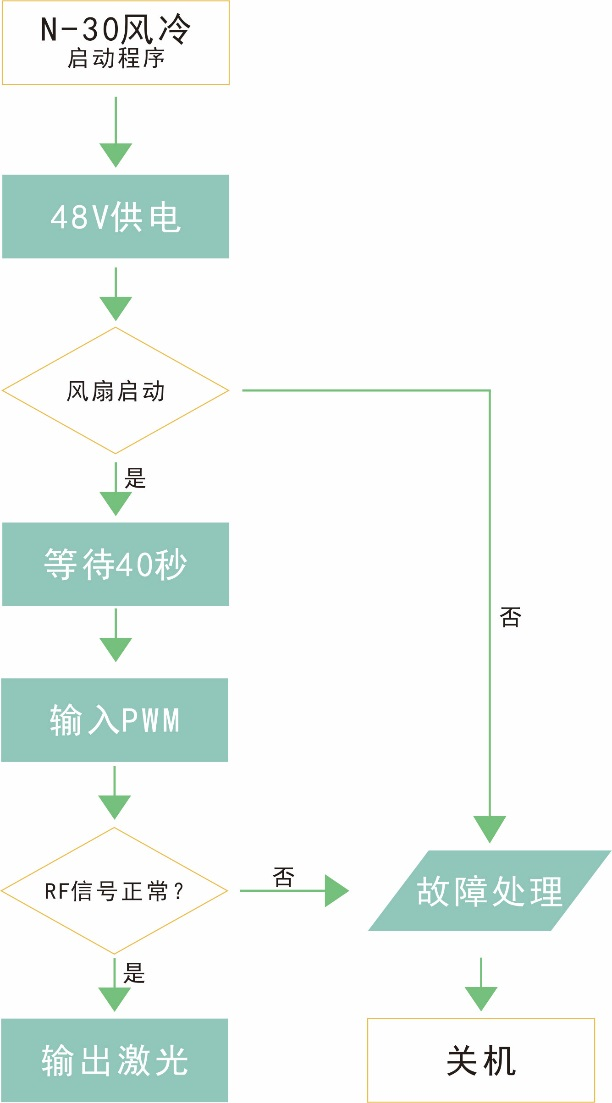 N-30风冷
启动程序
48V供电
风扇启动
是
等待40秒
否
输入PWM
RF信号正常?
否
故障处理
是
输出激光
关机